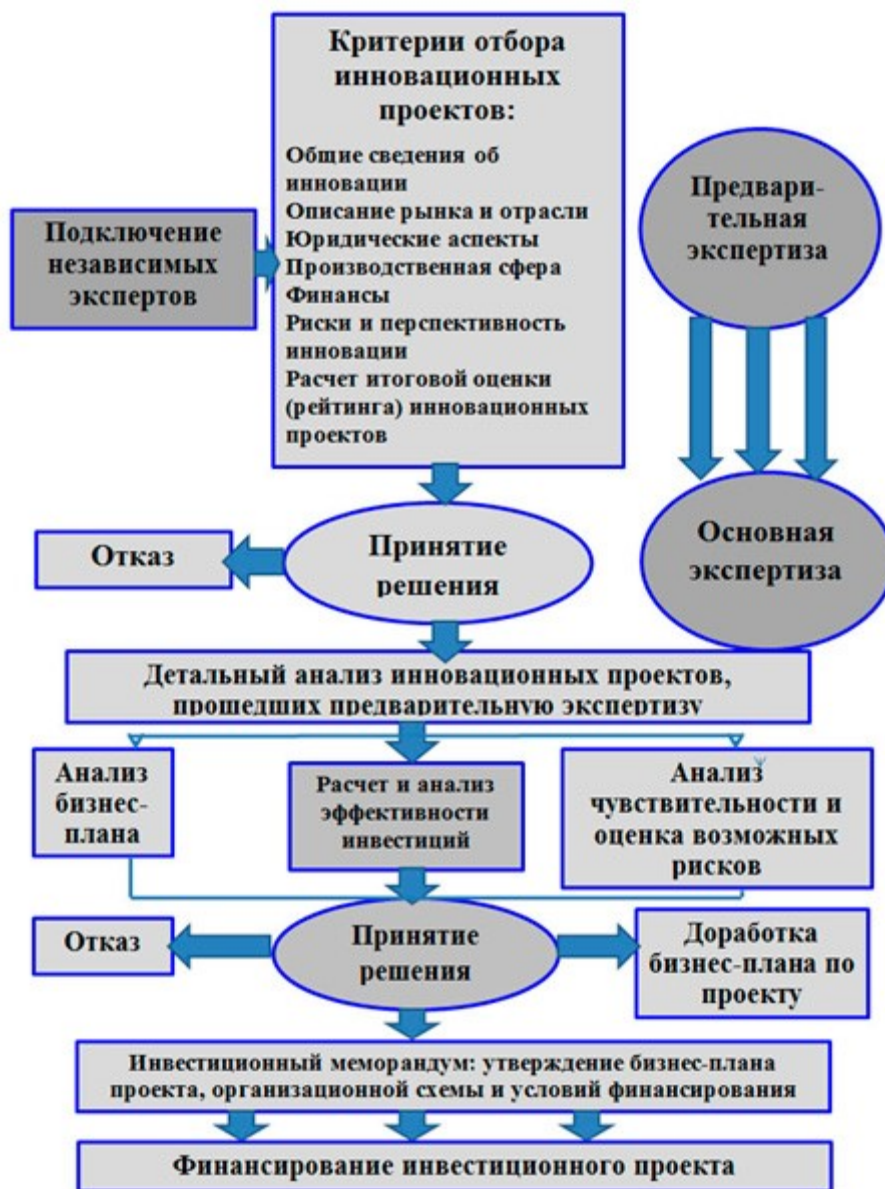 Критерии отбора
инновационных
проектов:
Общие сведения об
инновации
Описание рынка и отрасли
Юридические аспекты
Производственная сфера
Финансы
Риски и перспективность
инновации
Расчет итоговой оценки
(рейтинга) инновационных
проектов
Подключение
независимых
экспертов
Предвари-
тельная
экспертиза
Основная
экспертиза
Отказ
Принятие
решения
Детальный анализ инновационных проектов,
прошедших предварительную экспертизу
Анализ
бизнес-
плана
Расчет и анализ
эффективности
инвестиций
Анализ
чувствительности и
оценка возможных
рисков
Отказ
Принятие
решения
Доработка
бизнес-плана по
проекту
Инвестиционный меморандум: утверждение бизнес-плана
проекта, организационной схемы и условий финансирования
Финансирование инвестиционного проекта